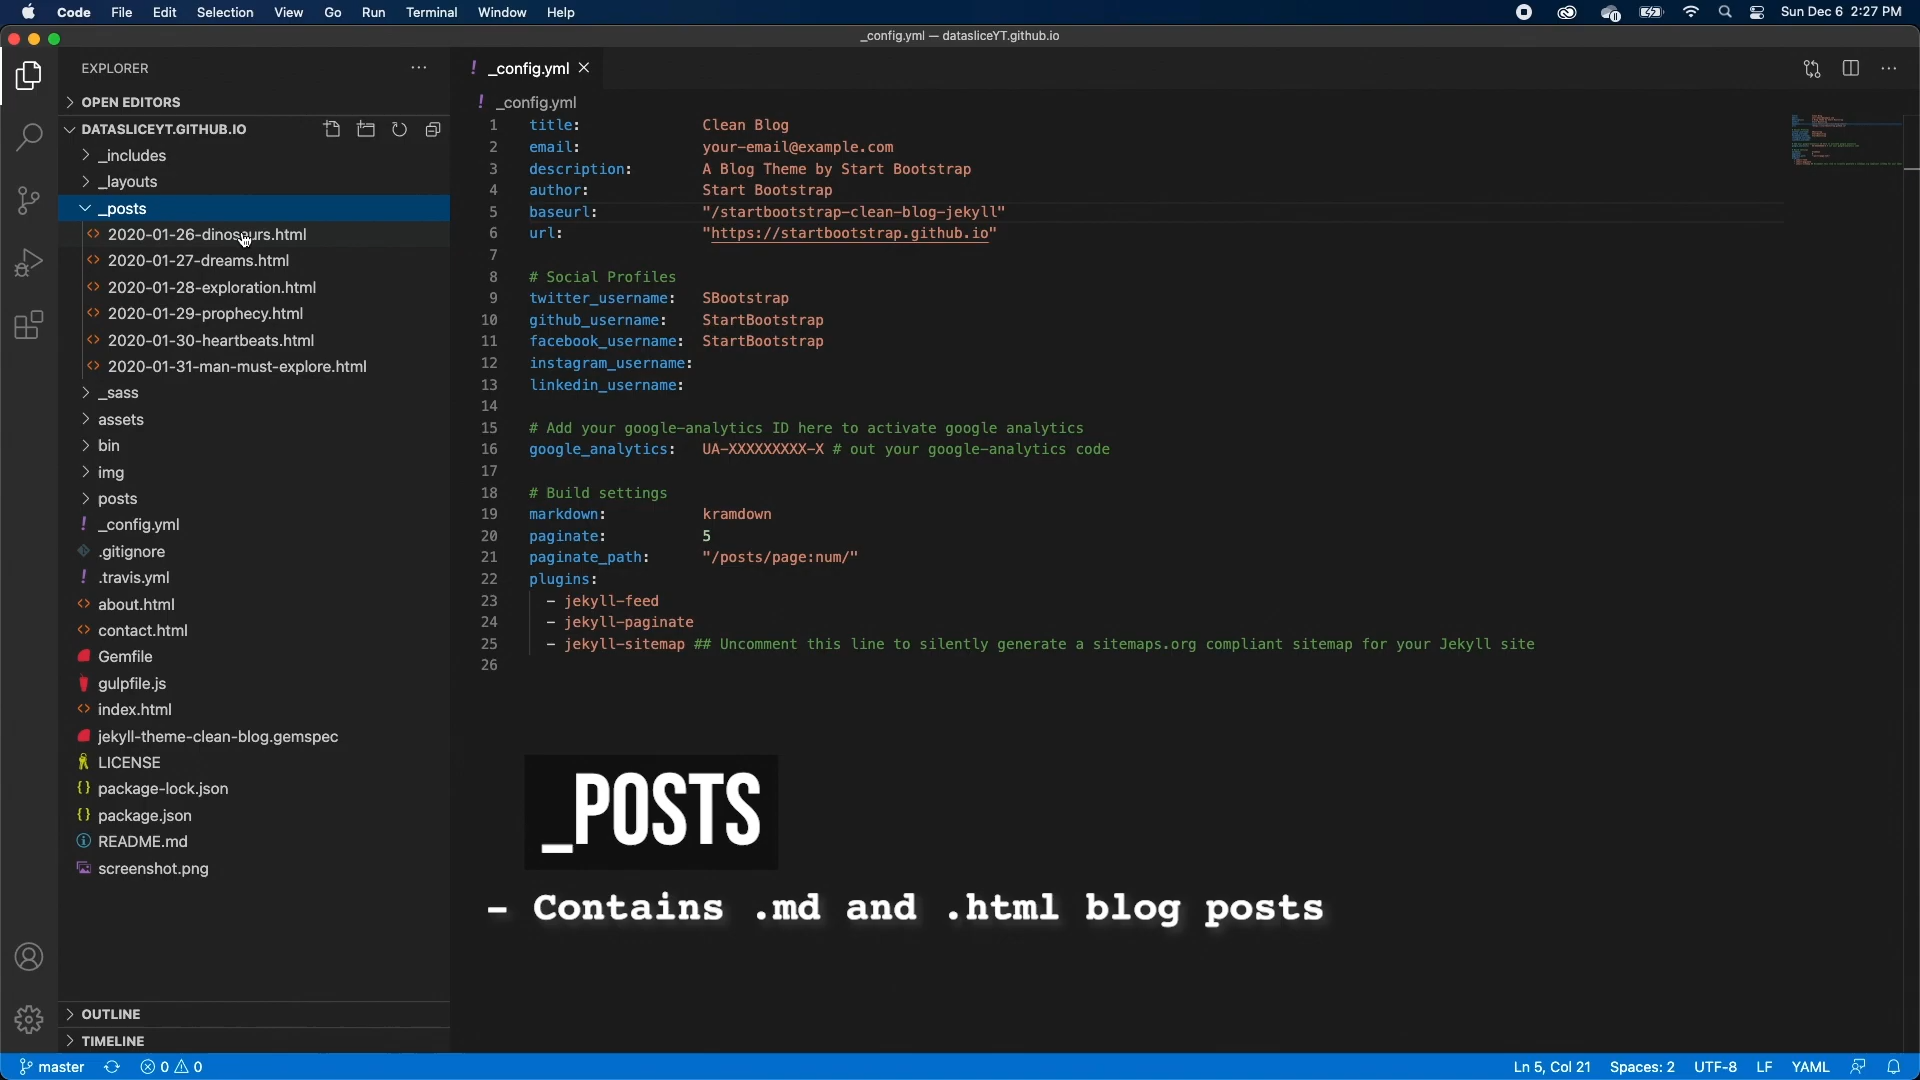 Code File Edit Selection View Go Run Terminal Window Help
Sun Dec 6 2:27 PM
_config.yml — datasliceYT.github.io
EXPLORER
OPEN EDITORS
DATASLICEYT.GITHUB.IO
_includes
_layouts
_posts
2020-01-26-dinosaurs.html
2020-01-27-dreams.html
2020-01-28-exploration.html
2020-01-29-prophecy.html
2020-01-30-heartbeats.html
2020-01-31-man-must-explore.html
_sass
assets
bin
img
posts
! _config.yml
.gitignore
! .travis.yml
about.html
contact.html
Gemfile
gulpfile.js
index.html
jekyll-theme-clean-blog.gemspec
LICENSE
{} package-lock.json
{} package.json
README.md
screenshot.png
OUTLINE
TIMELINE
! _config.yml
! _config.yml
1 title: Clean Blog
2 email: your-email@example.com
3 description: A Blog Theme by Start Bootstrap
4 author: Start Bootstrap
5 baseurl: "/startbootstrap-clean-blog-jekyll"
6 url: "https://startbootstrap.github.io"
7
8 # Social Profiles
9 twitter_username: SBootstrap
10 github_username: StartBootstrap
11 facebook_username: StartBootstrap
12 instagram_username:
13 linkedin_username:
14
15 # Add your google-analytics ID here to activate google analytics
16 google_analytics: UA-XXXXXXXXX-X # out your google-analytics code
17
18 # Build settings
19 markdown: kramdown
20 paginate: 5
21 paginate_path: "/posts/page:num/"
22 plugins:
23 - jekyll-feed
24 - jekyll-paginate
25 - jekyll-sitemap ## Uncomment this line to silently generate a sitemaps.org compliant sitemap for your Jekyll site
26
_POSTS
- Contains .md and .html blog posts
master 0 0
Ln 5, Col 21 Spaces: 2 UTF-8 LF YAML